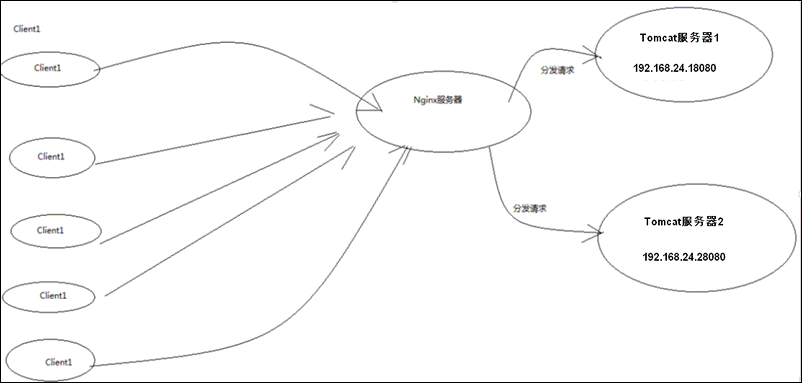 Client1
Client1
Client1
Client1
Client1
Client1
Nginx服务器
分发请求
分发请求
Tomcat服务器1
192.168.24.18080
Tomcat服务器2
192.168.24.28080